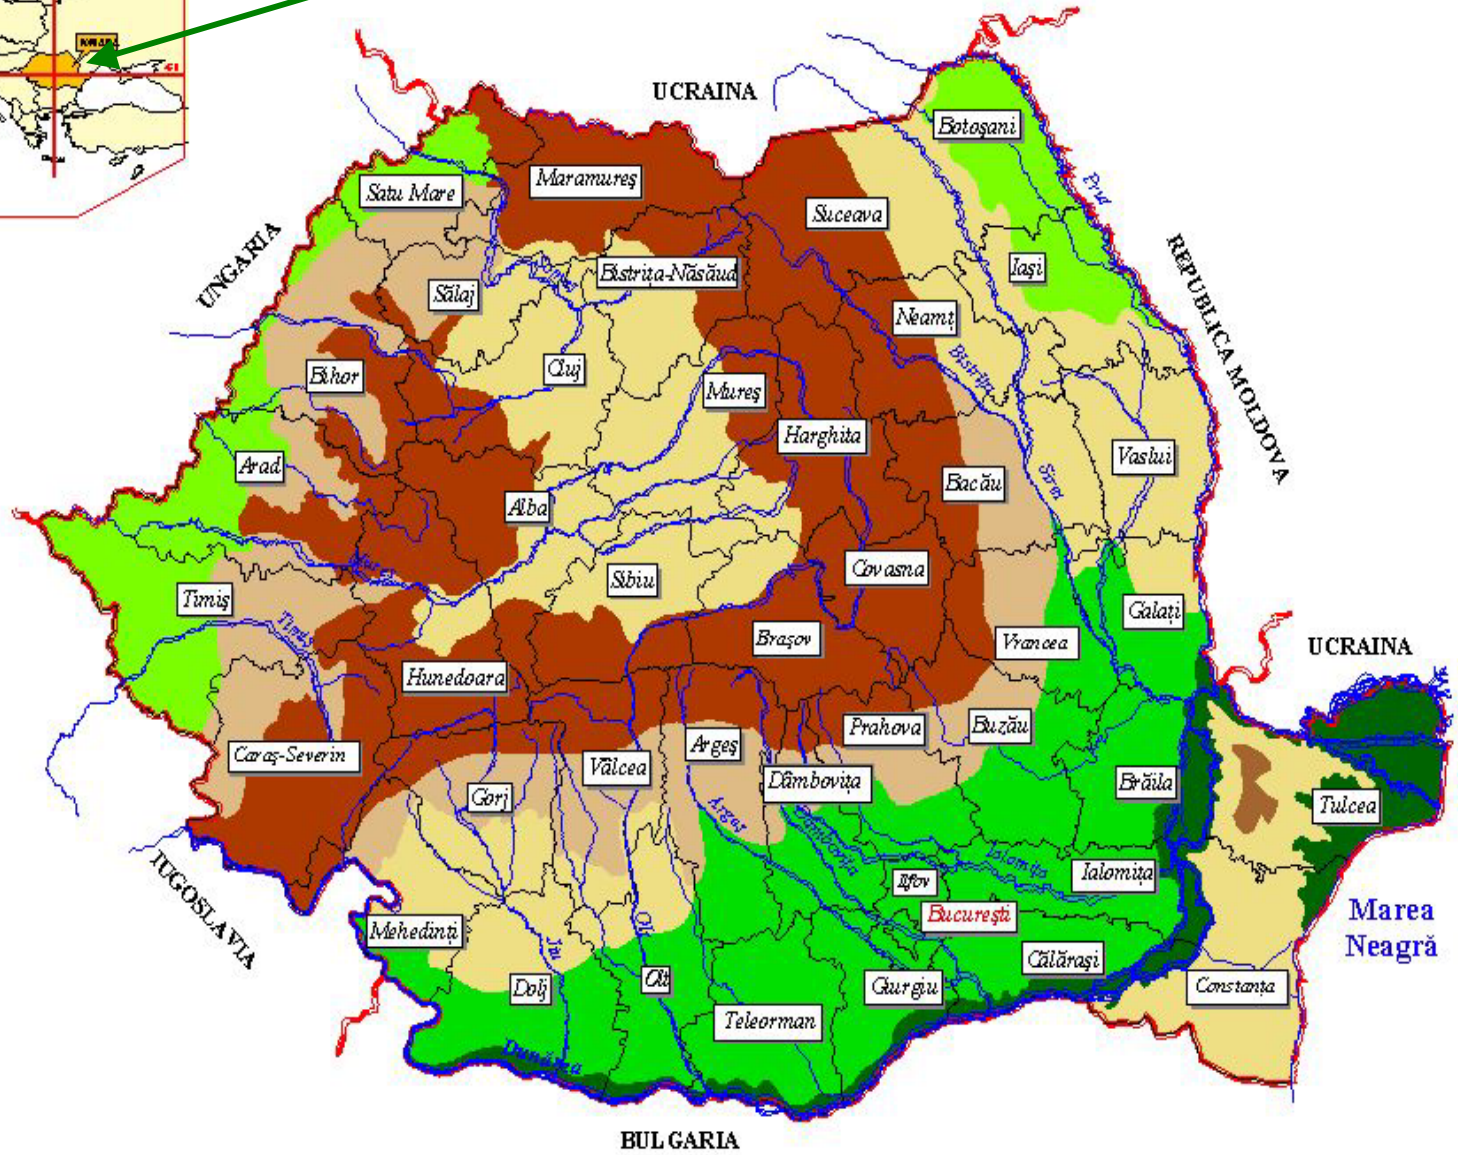 UCRAINA
Botoşani
Maramureş
Satu Mare
Prut
Suceava
UNGARIA
REPUBLICA MOLDOVA
Iaşi
Bistriţa-Năsăud
Someş
Sălaj
Neamţ
Bistriţa
Cluj
Bihor
Mureş
Harghita
Vaslui
Arad
Siret
Bacău
Alba
Mureş
Covasna
Sibiu
Timiş
Galaţi
Timiş
Braşov
Vrancea
UCRAINA
Hunedoara
Prahova
Buzău
Argeş
Caraş-Severin
Vâlcea
Dâmboviţa
Brăila
Gorj
Tulcea
Argeş
Dâmboviţa
Ialomiţa
Ialomiţa
Ilfov
IUGOSLAVIA
Bucureşti
Marea
Neagră
Mehedinţi
Olt
Jiu
Călăraşi
Dolj
Olt
Giurgiu
Constanţa
Teleorman
Dunărea
BULGARIA